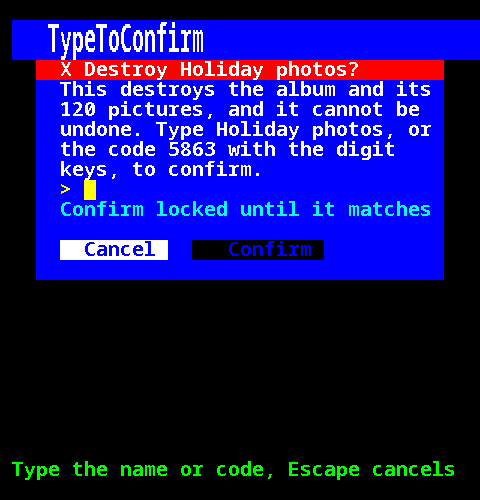 TypeToConfirm
X Destroy Holiday photos?
This destroys the album and its
120 pictures, and it cannot be
undone. Type Holiday photos, or
the code 5863 with the digit
keys, to confirm.
>
Confirm locked until it matches
Cancel Confirm
Type the name or code, Escape cancels